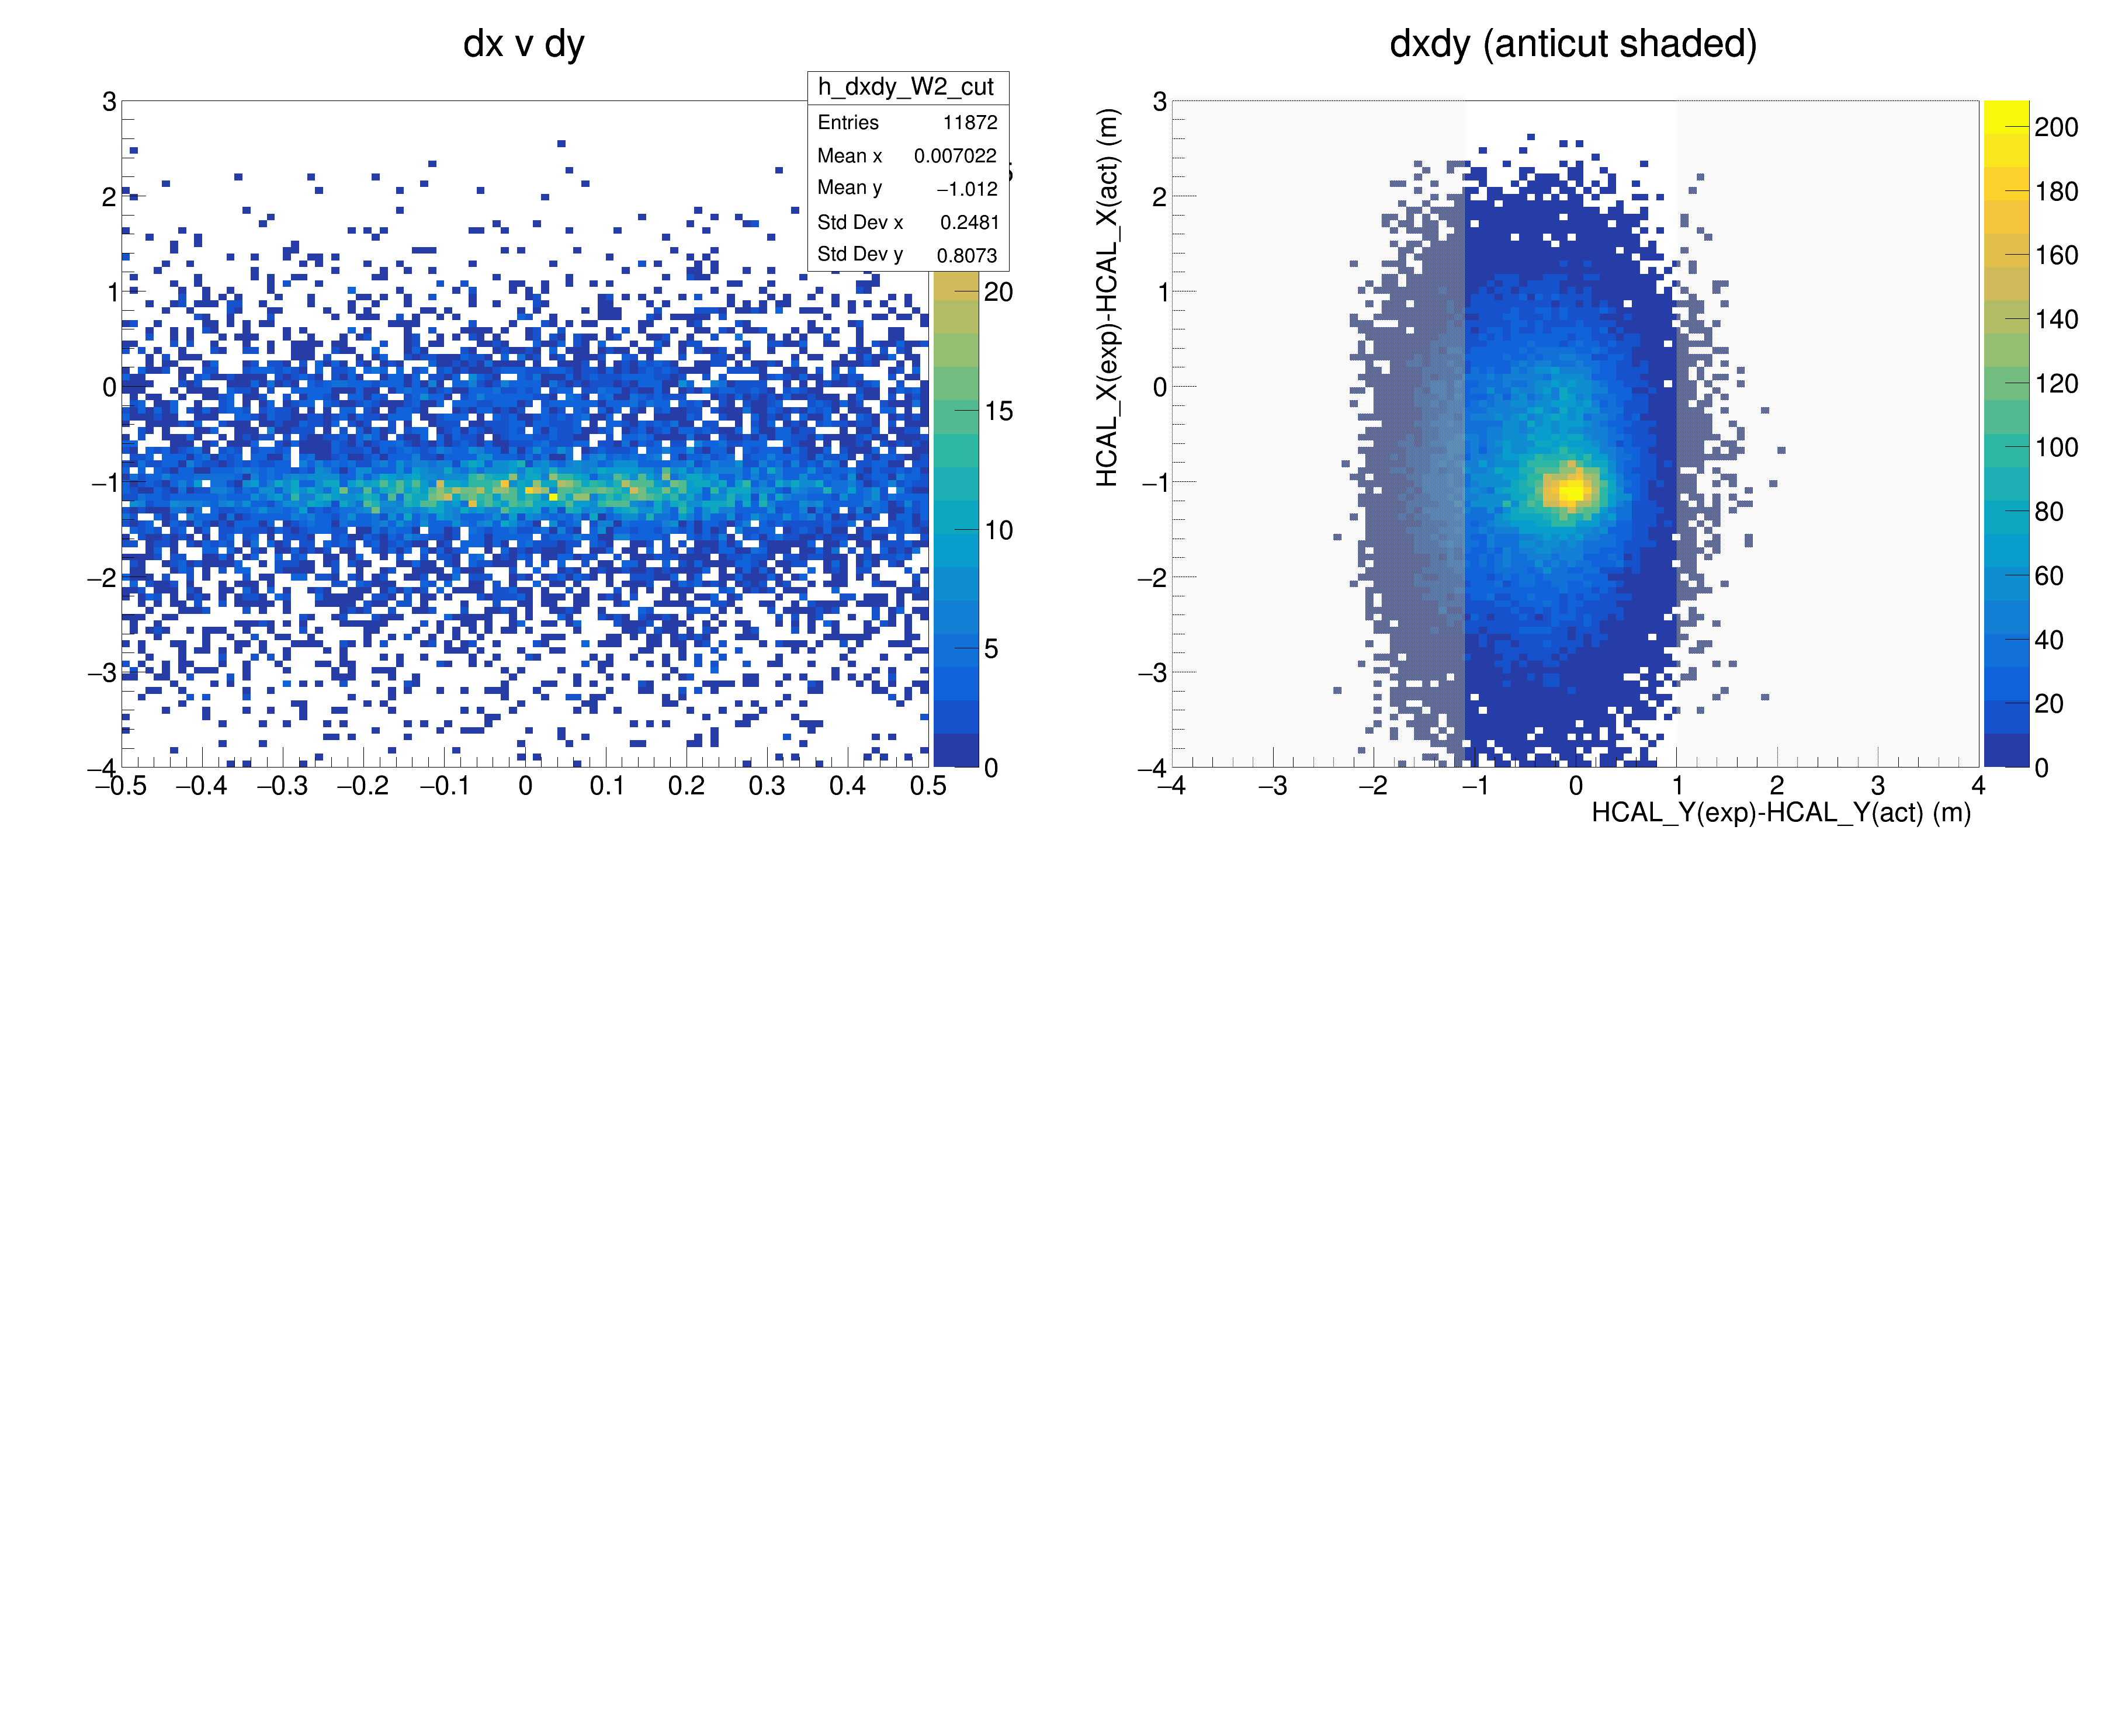 dx v dy
h_dxdy_W2_cut
Entries 11872
Mean x 0.007022
Mean y −1.012
Std Dev x 0.2481
Std Dev y 0.8073
3
2
1
0
−1
−2
−3
−4
−0.5 −0.4 −0.3 −0.2 −0.1 0 0.1 0.2 0.3 0.4 0.5
20
15
10
5
0
dxdy (anticut shaded)
HCAL_X(exp)-HCAL_X(act) (m)
3
2
1
0
−1
−2
−3
−4
−4 −3 −2 −1 0 1 2 3 4
HCAL_Y(exp)-HCAL_Y(act) (m)
200
180
160
140
120
100
80
60
40
20
0